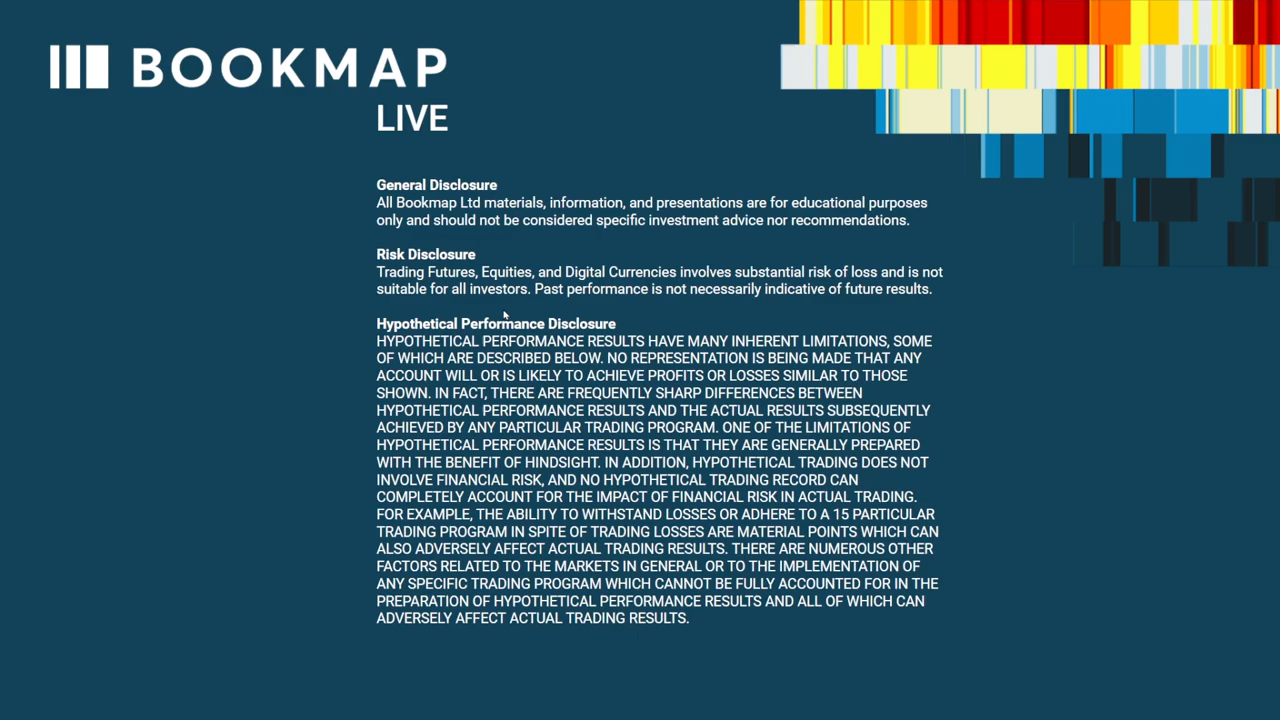 BOOKMAP
LIVE
General Disclosure
All Bookmap Ltd materials, information, and presentations are for educational purposes
only and should not be considered specific investment advice nor recommendations.
Risk Disclosure
Trading Futures, Equities, and Digital Currencies involves substantial risk of loss and is not
suitable for all investors. Past performance is not necessarily indicative of future results.
Hypothetical Performance Disclosure
HYPOTHETICAL PERFORMANCE RESULTS HAVE MANY INHERENT LIMITATIONS, SOME
OF WHICH ARE DESCRIBED BELOW. NO REPRESENTATION IS BEING MADE THAT ANY
ACCOUNT WILL OR IS LIKELY TO ACHIEVE PROFITS OR LOSSES SIMILAR TO THOSE
SHOWN. IN FACT, THERE ARE FREQUENTLY SHARP DIFFERENCES BETWEEN
HYPOTHETICAL PERFORMANCE RESULTS AND THE ACTUAL RESULTS SUBSEQUENTLY
ACHIEVED BY ANY PARTICULAR TRADING PROGRAM. ONE OF THE LIMITATIONS OF
HYPOTHETICAL PERFORMANCE RESULTS IS THAT THEY ARE GENERALLY PREPARED
WITH THE BENEFIT OF HINDSIGHT. IN ADDITION, HYPOTHETICAL TRADING DOES NOT
INVOLVE FINANCIAL RISK, AND NO HYPOTHETICAL TRADING RECORD CAN
COMPLETELY ACCOUNT FOR THE IMPACT OF FINANCIAL RISK IN ACTUAL TRADING.
FOR EXAMPLE, THE ABILITY TO WITHSTAND LOSSES OR ADHERE TO A 15 PARTICULAR
TRADING PROGRAM IN SPITE OF TRADING LOSSES ARE MATERIAL POINTS WHICH CAN
ALSO ADVERSELY AFFECT ACTUAL TRADING RESULTS. THERE ARE NUMEROUS OTHER
FACTORS RELATED TO THE MARKETS IN GENERAL OR TO THE IMPLEMENTATION OF
ANY SPECIFIC TRADING PROGRAM WHICH CANNOT BE FULLY ACCOUNTED FOR IN THE
PREPARATION OF HYPOTHETICAL PERFORMANCE RESULTS AND ALL OF WHICH CAN
ADVERSELY AFFECT ACTUAL TRADING RESULTS.